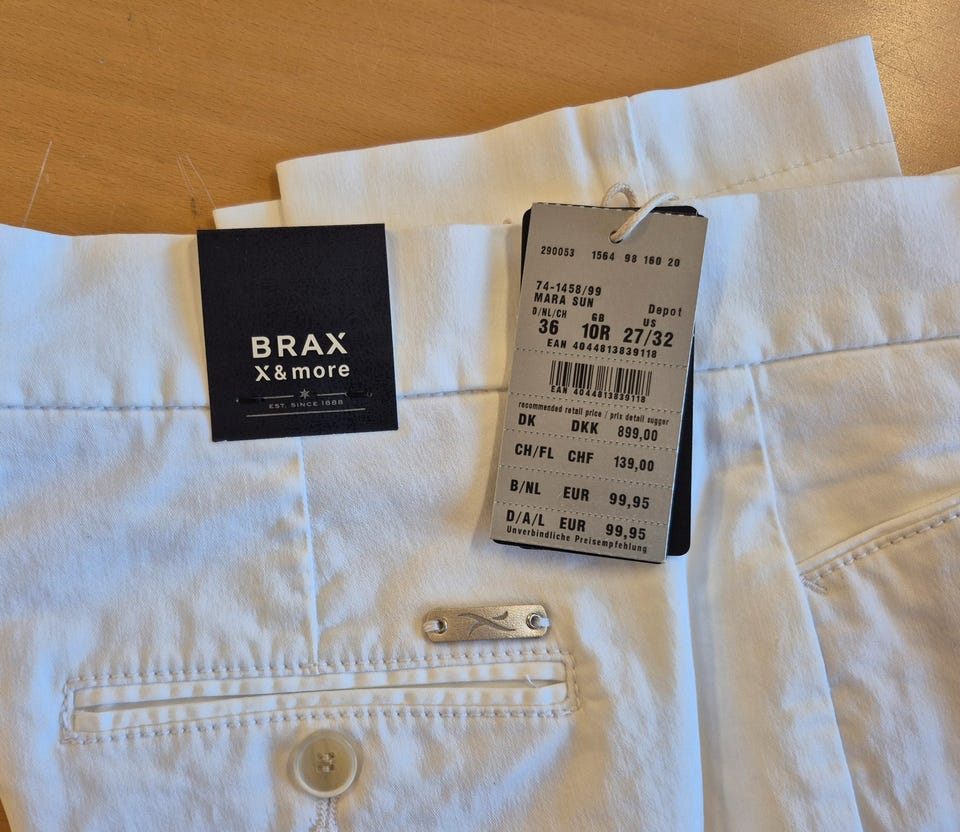 BRAX
X&more
EST. SINCE 1888
290053 1564 98 160 20
74-1458/99
MARA SUN Depot
D/NL/CH GB US
36 10R 27/32
EAN 4044813839118
EAN 4044813839118
recommended retail price / prix detail sugger
DK DKK 899,00
CH/FL CHF 139,00
B/NL EUR 99,95
D/A/L EUR 99,95
Unverbindliche Preisempfehlung